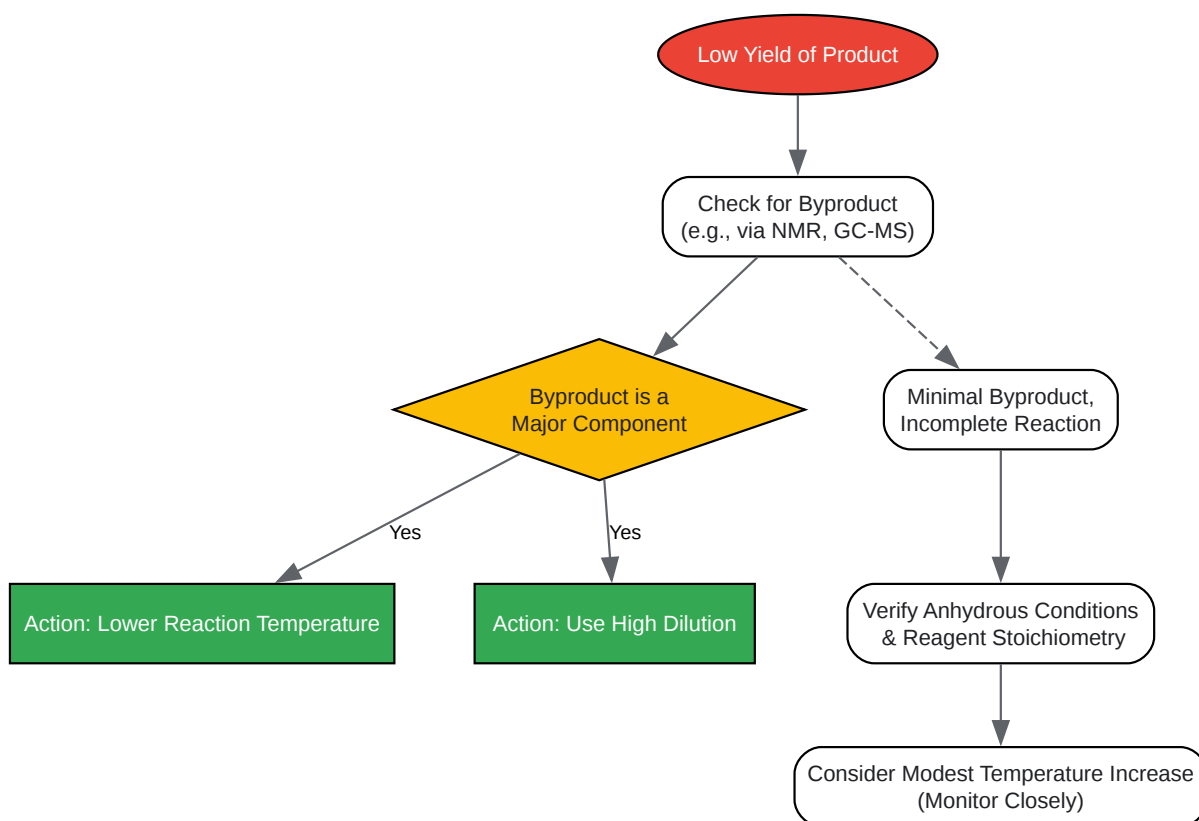 Low Yield of Product
Check for Byproduct
(e.g., via NMR, GC-MS)
Byproduct is a
Major Component
Minimal Byproduct,
Incomplete Reaction
Yes
Yes
Action: Lower Reaction Temperature
Action: Use High Dilution
Verify Anhydrous Conditions
& Reagent Stoichiometry
Consider Modest Temperature Increase
(Monitor Closely)